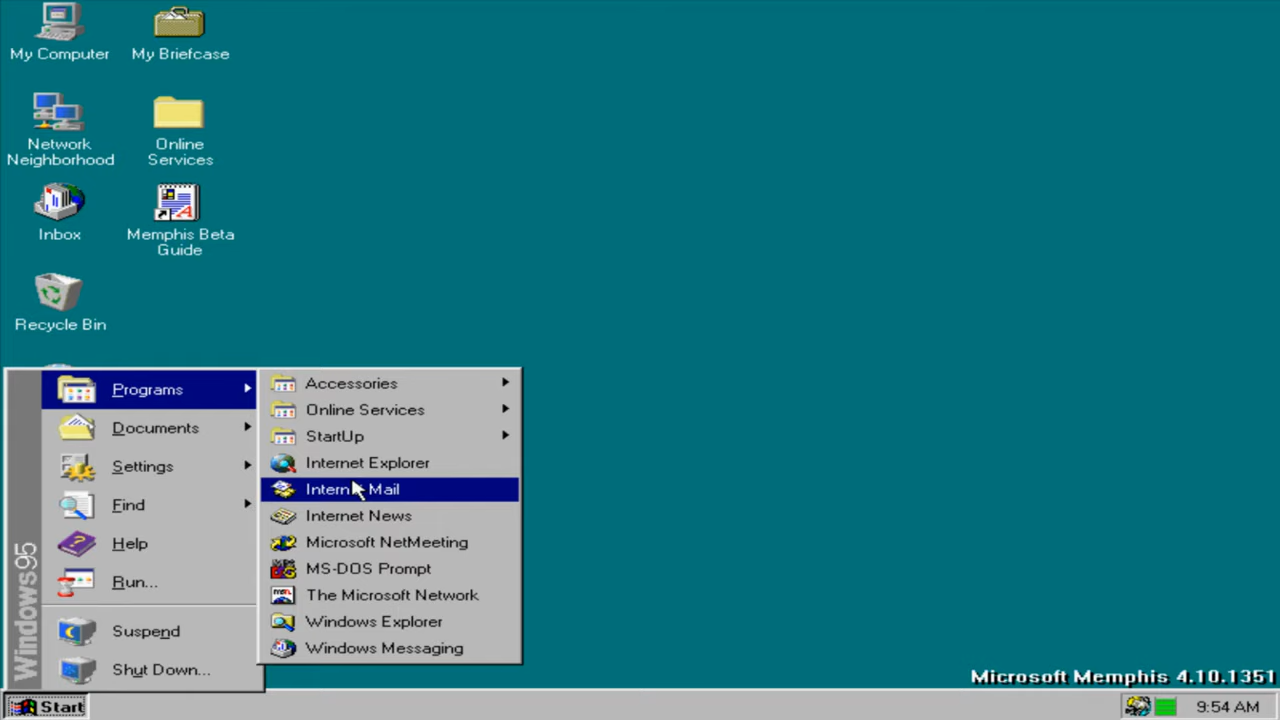 My Computer
My Briefcase
Network
Neighborhood
Online
Services
Inbox
Memphis Beta
Guide
Recycle Bin
Programs
Documents
Settings
Find
Help
Run...
Suspend
Shut Down...
Windows95
Accessories
Online Services
StartUp
Internet Explorer
Internet Mail
Internet News
Microsoft NetMeeting
MS-DOS Prompt
The Microsoft Network
Windows Explorer
Windows Messaging
Microsoft Memphis 4.10.1351
Start
9:54 AM